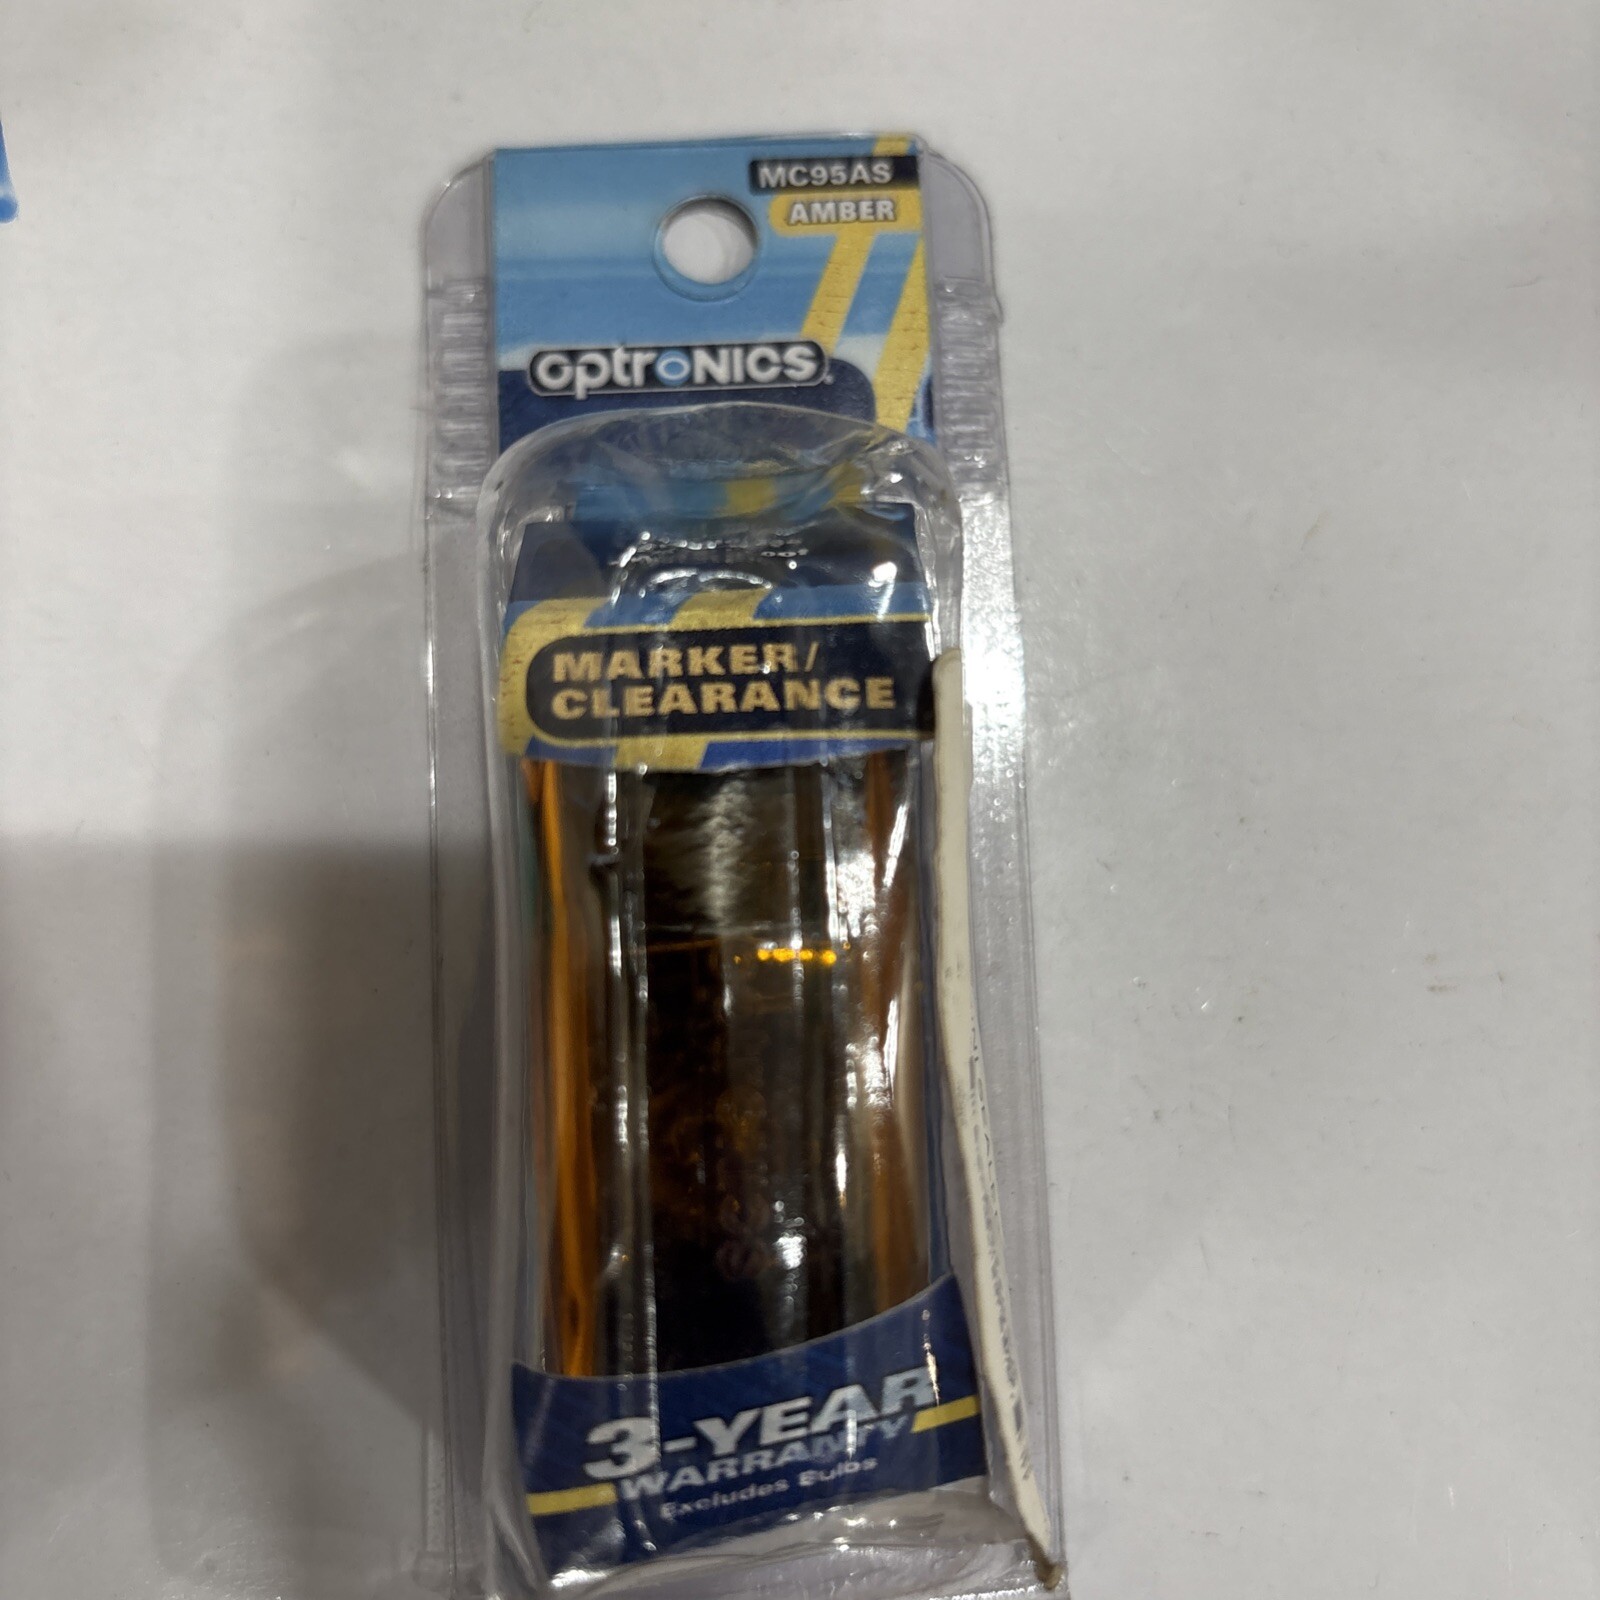 MC95AS
AMBER
optronics
MARKER/
CLEARANCE
3-YEAR
WARRANTY
Excludes Bulbs